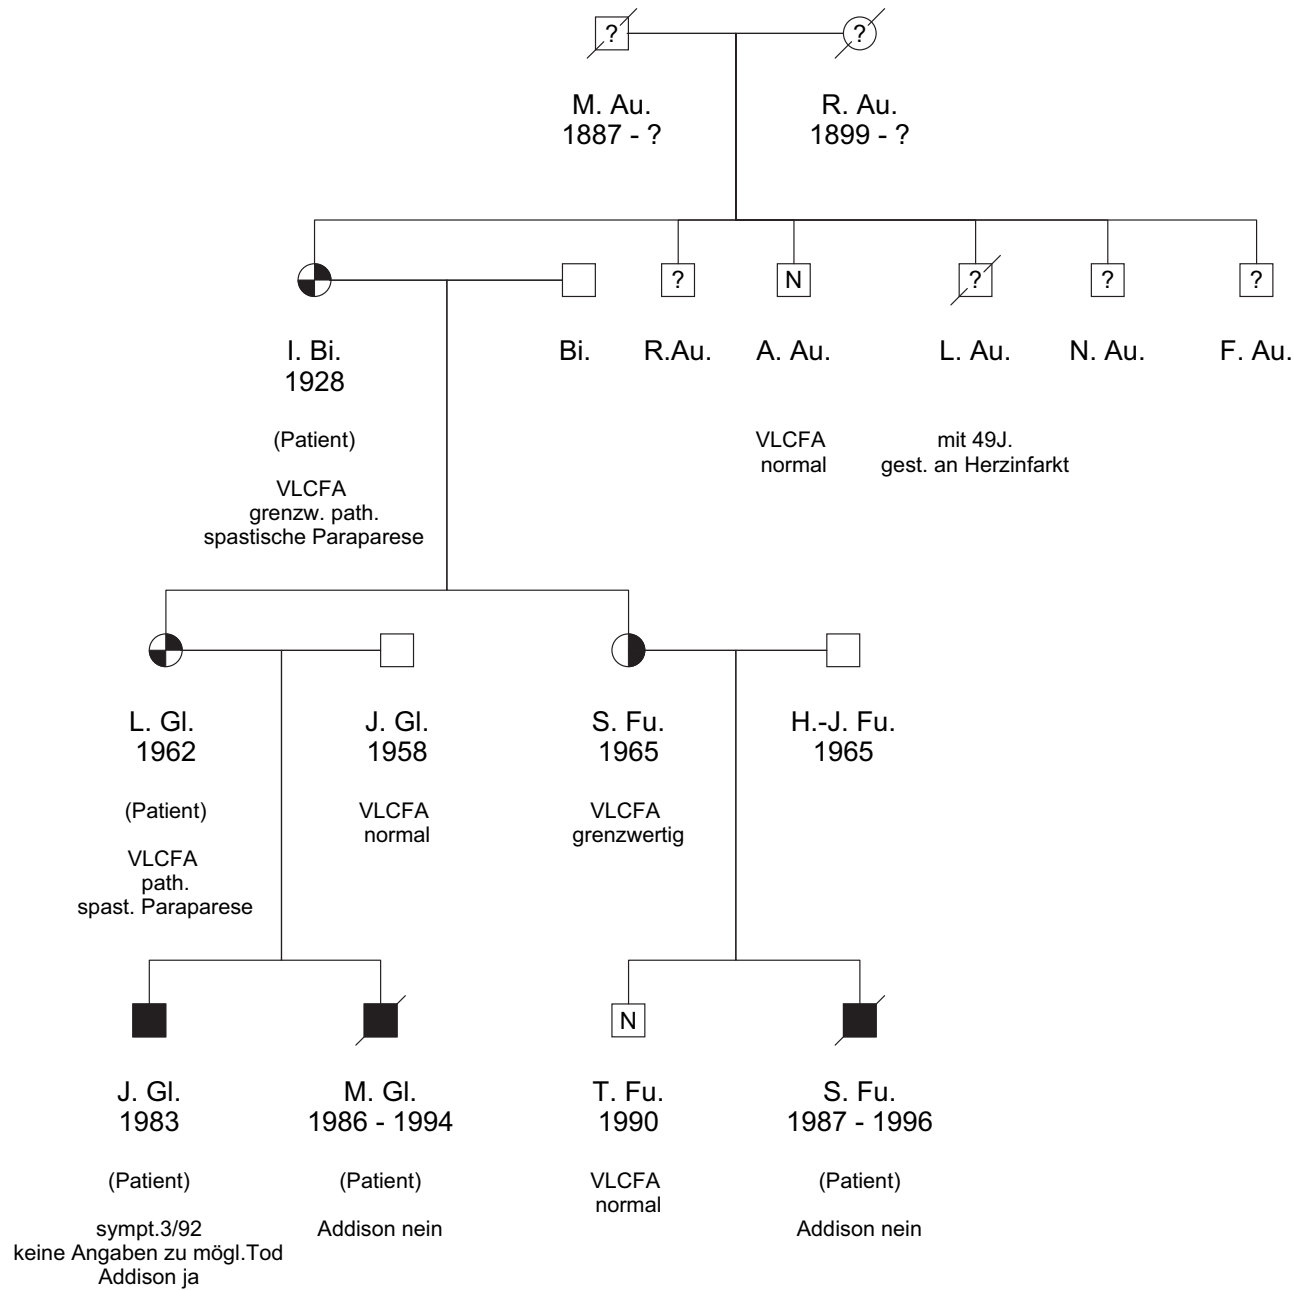 ? ?
M. Au. R. Au.
1887 - ? 1899 - ?
? N ? ? ?
I. Bi. Bi. R.Au. A. Au. L. Au. N. Au. F. Au.
1928
(Patient) VLCFA mit 49J.
normal gest. an Herzinfarkt
VLCFA
grenzw. path.
spastische Paraparese
L. Gl. J. Gl. S. Fu. H.-J. Fu.
1962 1958 1965 1965
(Patient) VLCFA VLCFA
normal grenzwertig
VLCFA
path.
spast. Paraparese
N
J. Gl. M. Gl. T. Fu. S. Fu.
1983 1986 - 1994 1990 1987 - 1996
(Patient) (Patient) VLCFA (Patient)
normal
sympt.3/92 Addison nein Addison nein
keine Angaben zu mögl.Tod
Addison ja